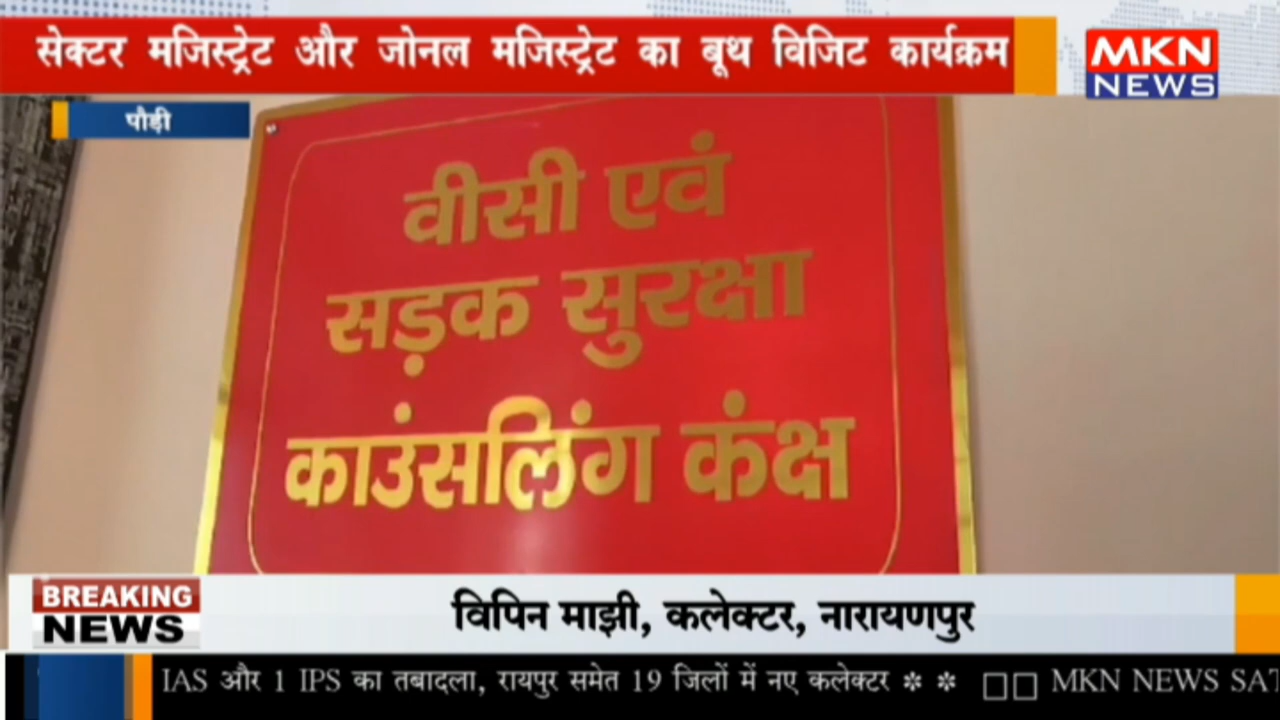 सेक्टर मजिस्ट्रेट और जोनल मजिस्ट्रेट का बूथ विजिट कार्यक्रम
MKN
NEWS
पौड़ी
वीसी एवं
सड़क सुरक्षा
काउंसलिंग कंक्ष
BREAKING
NEWS
विपिन माझी, कलेक्टर, नारायणपुर
IAS और 1 IPS का तबादला, रायपुर समेत 19 जिलों में नए कलेक्टर ** MKN NEWS SAT